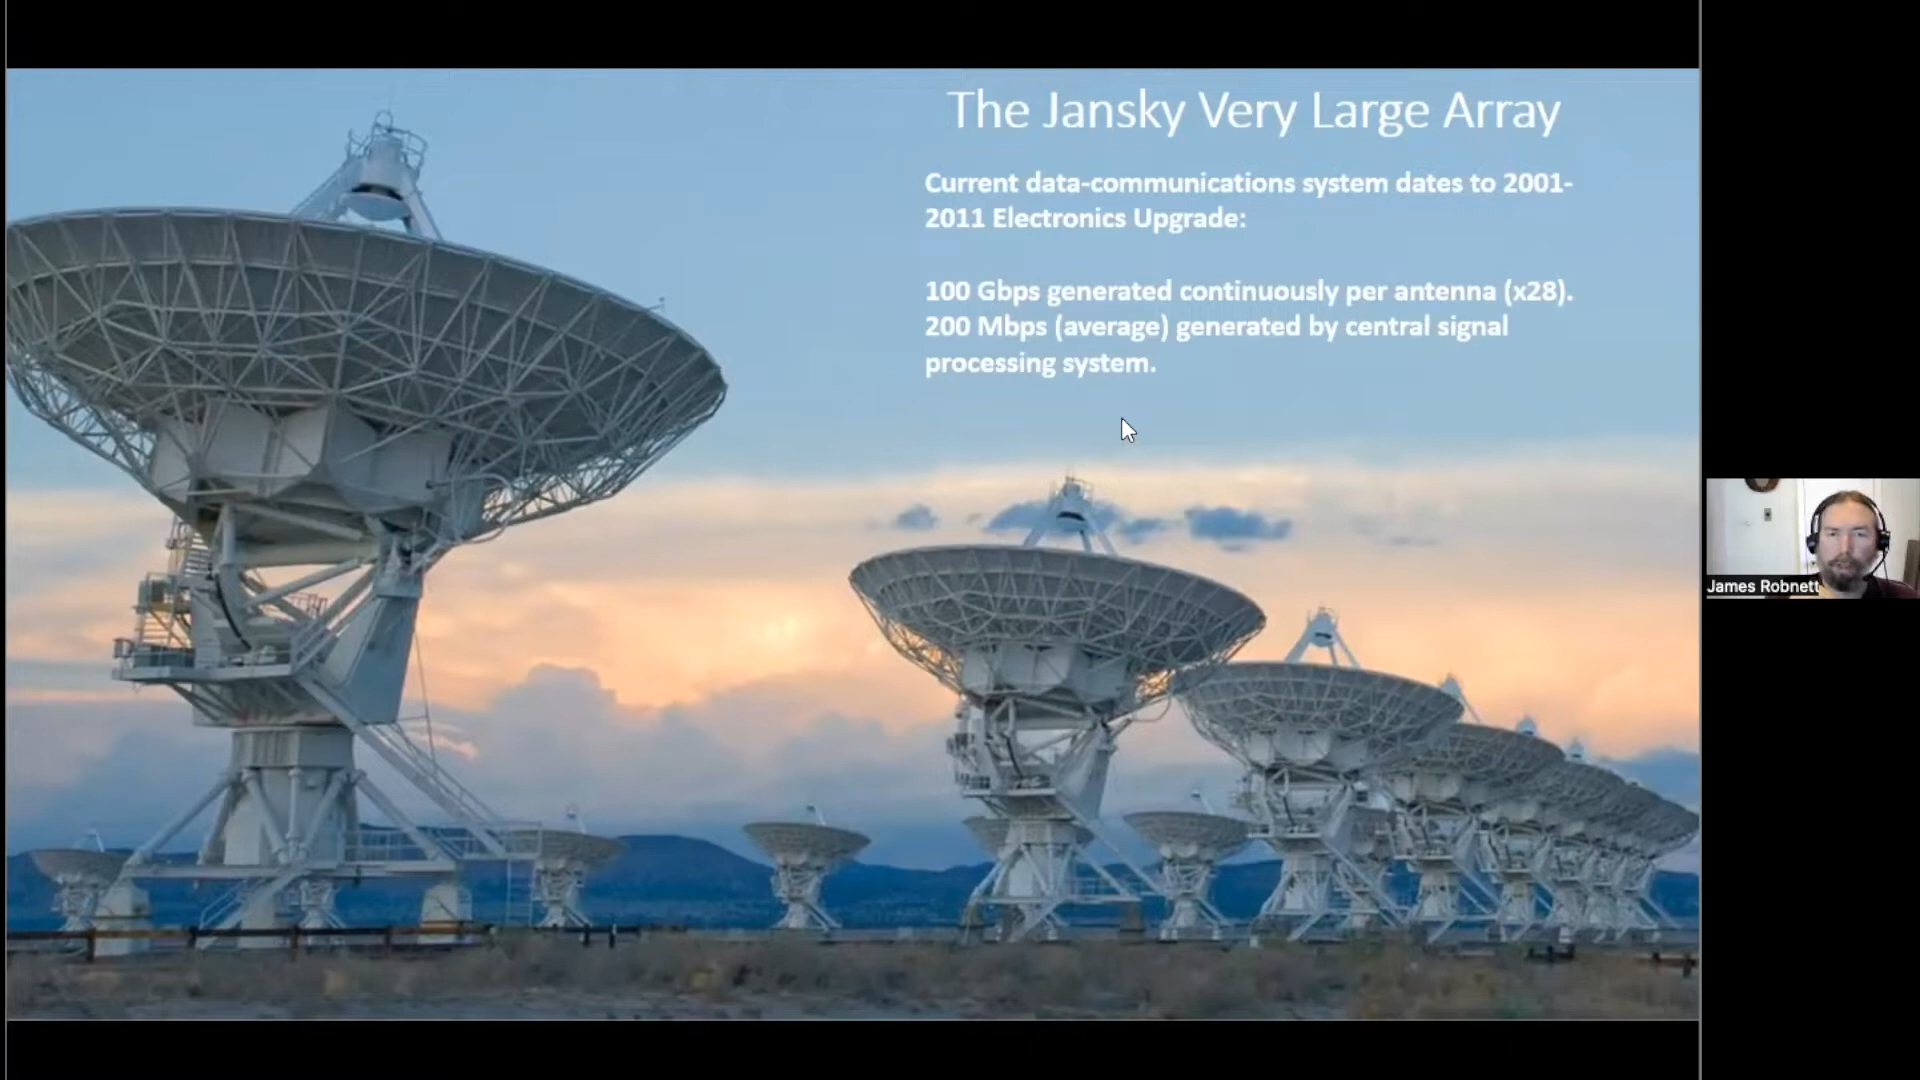 The Jansky Very Large Array
Current data-communications system dates to 2001-
2011 Electronics Upgrade:
100 Gbps generated continuously per antenna (x28).
200 Mbps (average) generated by central signal
processing system.
James Robnett